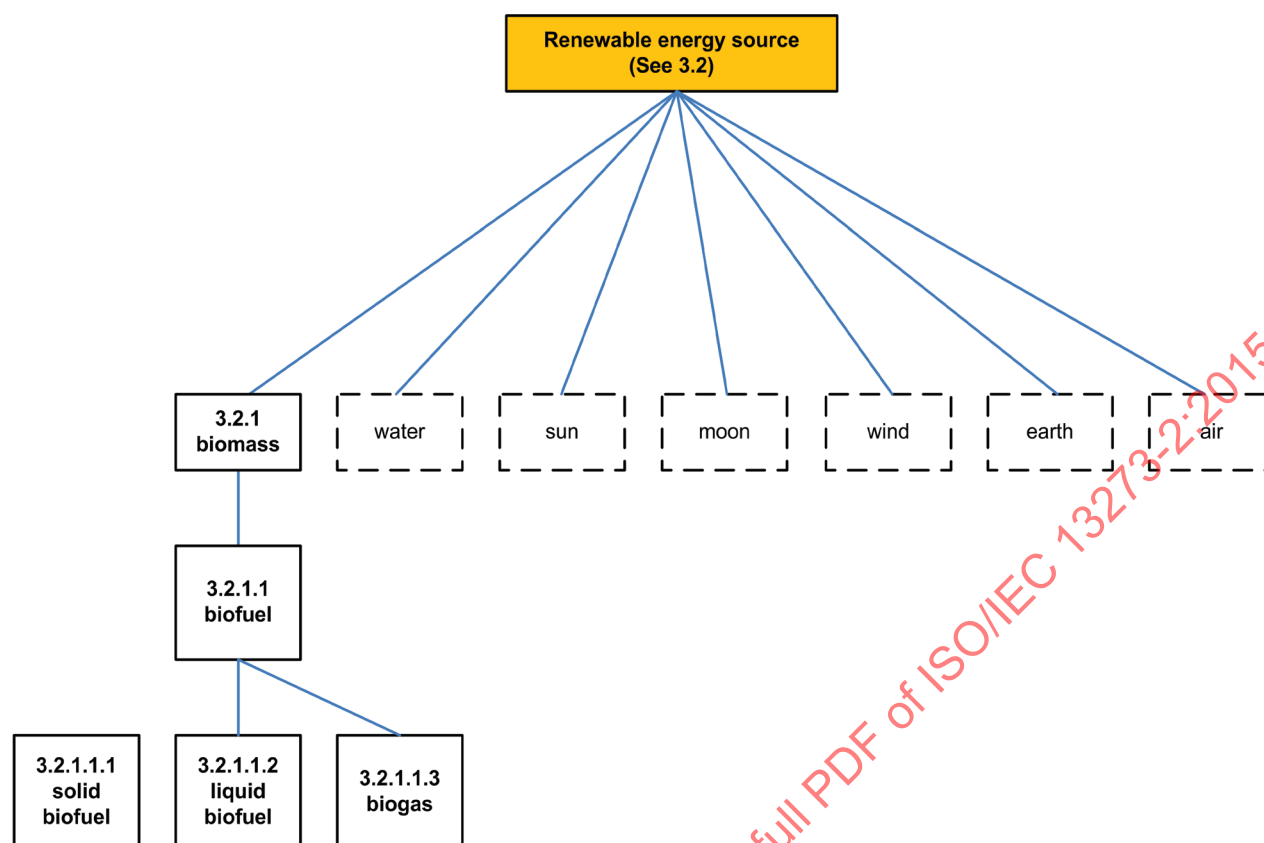 Renewable energy source
(See 3.2)
3.2.1
biomass
water
sun
moon
wind
earth
air
3.2.1.1
biofuel
3.2.1.1.1
solid
biofuel
3.2.1.1.2
liquid
biofuel
3.2.1.1.3
biogas
full PDF of ISO/IEC 13273-2:2015